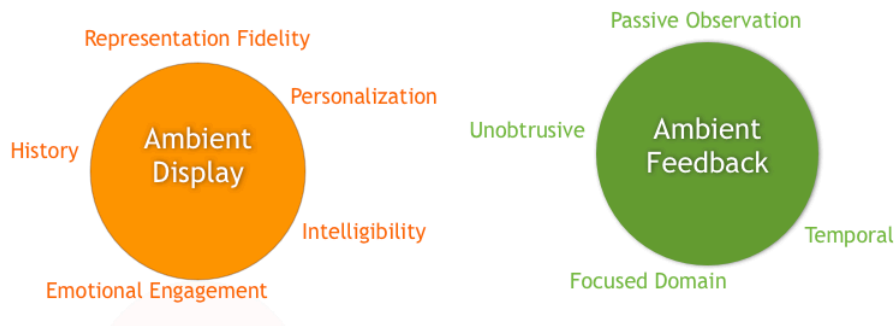 Representation Fidelity
Personalization
History
Ambient
Display
Intelligibility
Emotional Engagement
Passive Observation
Unobtrusive
Ambient
Feedback
Temporal
Focused Domain